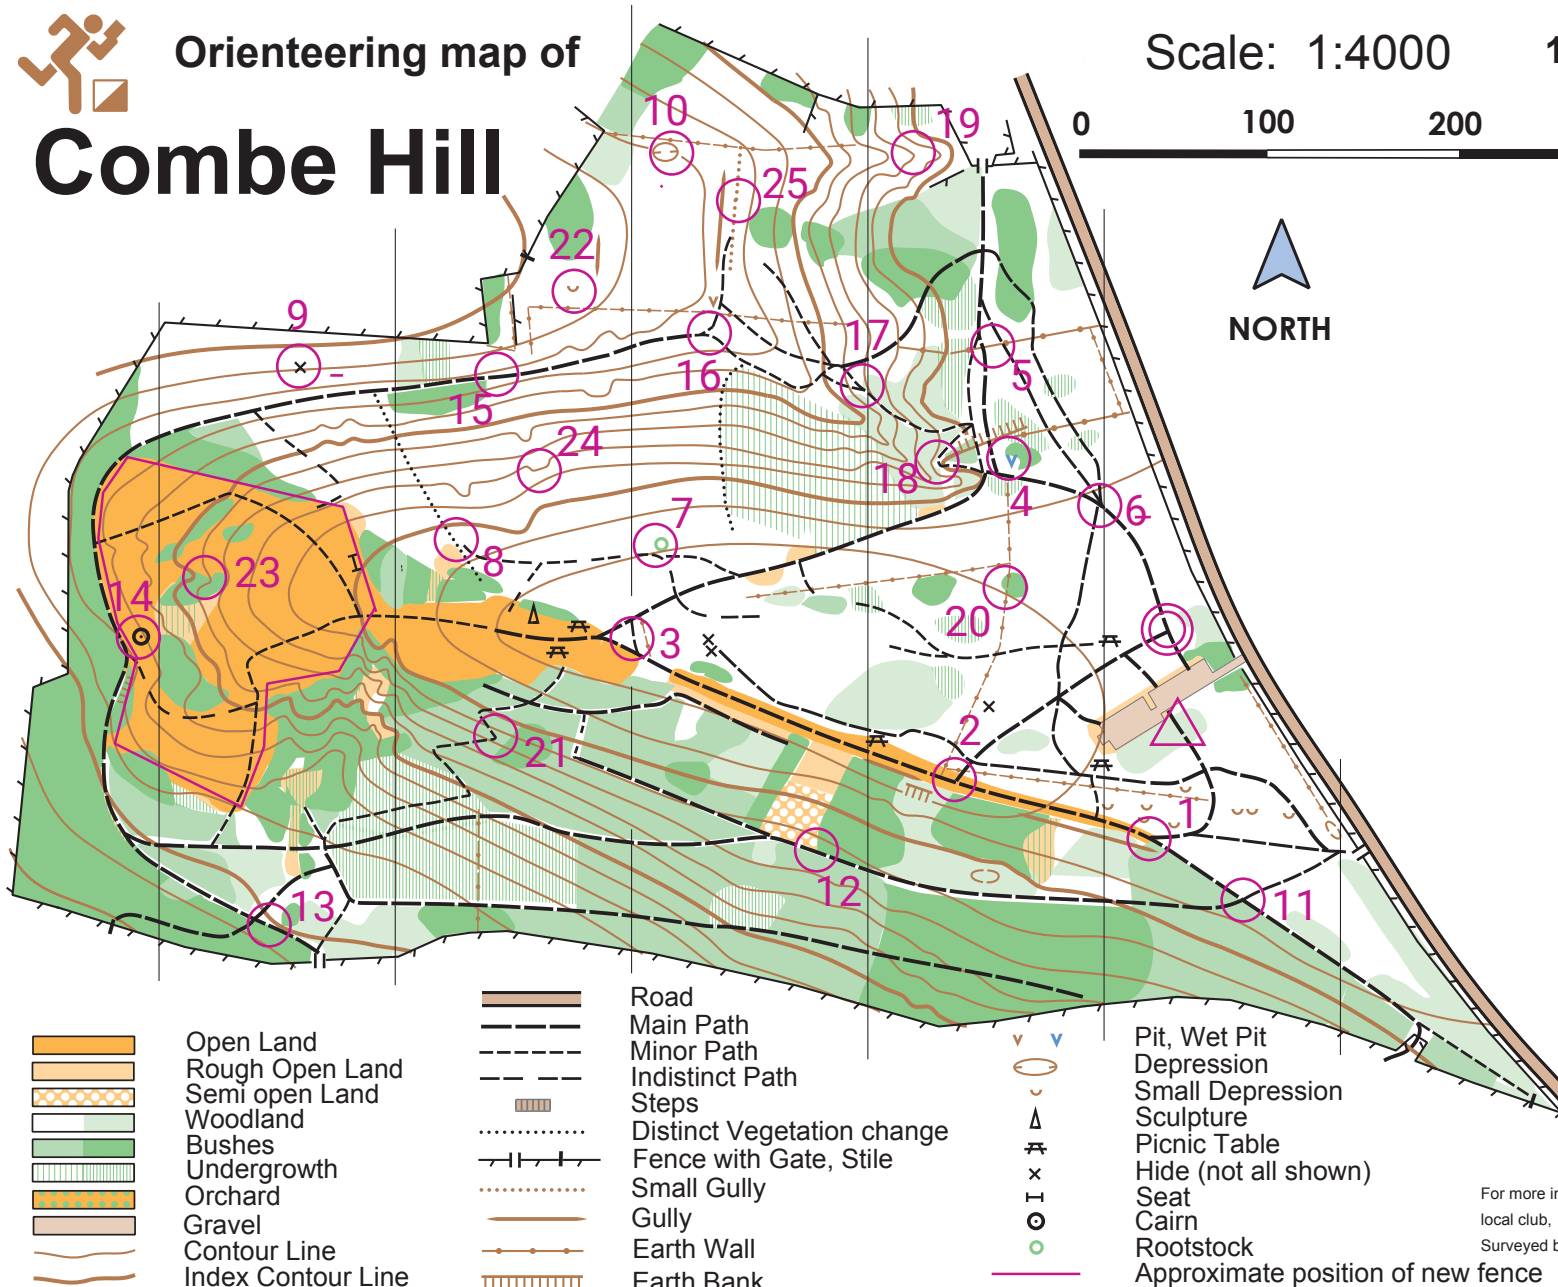 Orienteering map of
Combe Hill
Scale: 1:4000
0 100 200
NORTH
10
19
25
22
9
17
16
5
15
24
18
4
7
6
8
23
14
20
3
2
21
1
12
11
13
Open Land
Rough Open Land
Semi open Land
Woodland
Bushes
Undergrowth
Orchard
Gravel
Contour Line
Index Contour Line
Road
Main Path
Minor Path
Indistinct Path
Steps
Distinct Vegetation change
Fence with Gate, Stile
Small Gully
Gully
Earth Wall
Earth Bank
Pit, Wet Pit
Depression
Small Depression
Sculpture
Picnic Table
Hide (not all shown)
Seat
Cairn
Rootstock
Approximate position of new fence
For more
local club,
Surveyed